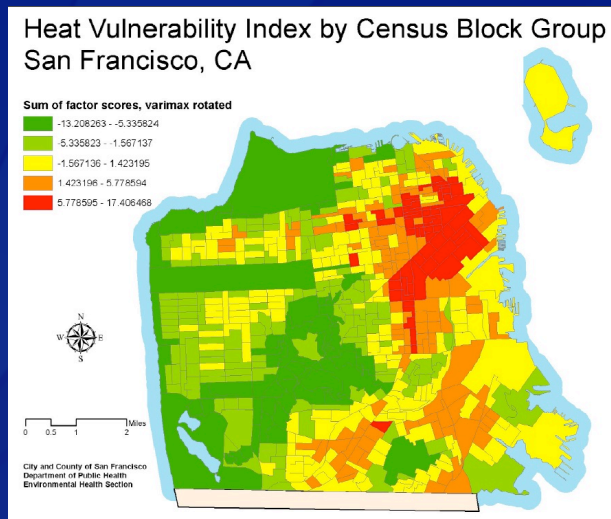 Heat Vulnerability Index by Census Block Group
San Francisco, CA
Sum of factor scores, varimax rotated
-13.208263 - -5.335824
-5.335823 - -1.567137
-1.567136 - 1.423195
1.423196 - 5.778594
5.778595 - 17.406468
N
W E
S
Miles
0 0.5 1 2
City and County of San Francisco
Department of Public Health
Environmental Health Section